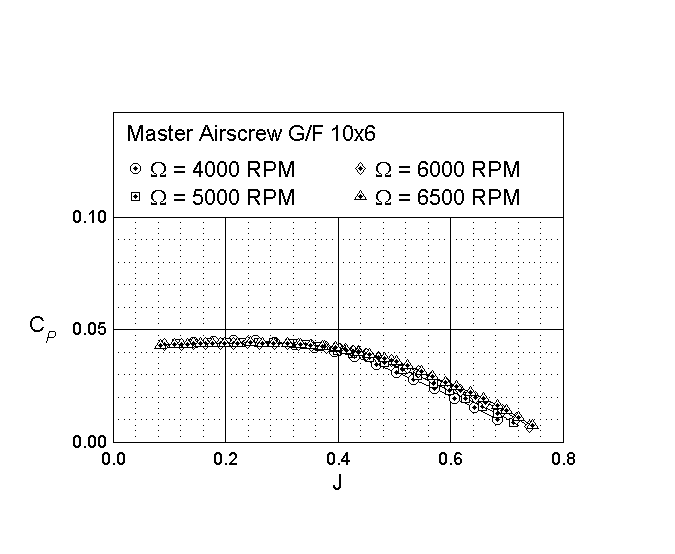 Master Airscrew G/F 10x6
Ω = 4000 RPM
Ω = 6000 RPM
Ω = 5000 RPM
Ω = 6500 RPM
0.10
0.05
0.00
C_P
0.0 0.2 0.4 0.6 0.8
J